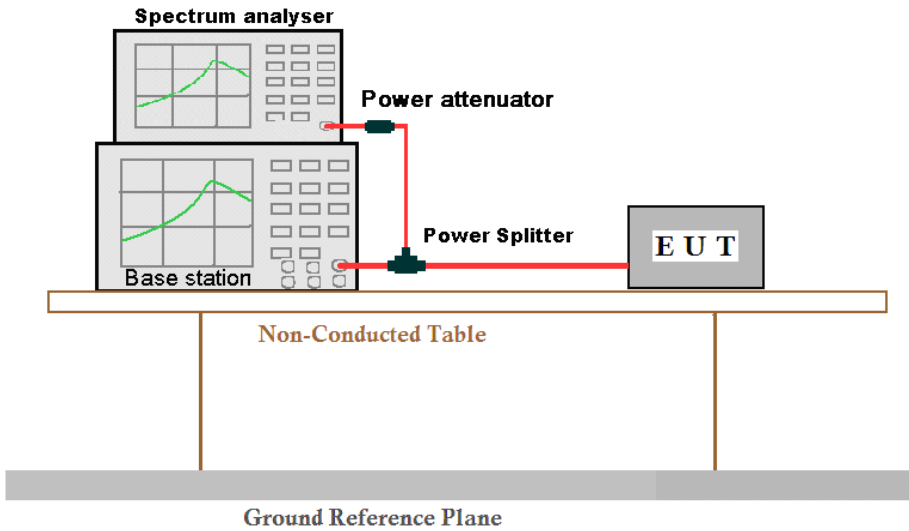 Spectrum analyser
Power attenuator
Power Splitter
E U T
Base station
Non-Conducted Table
Ground Reference Plane